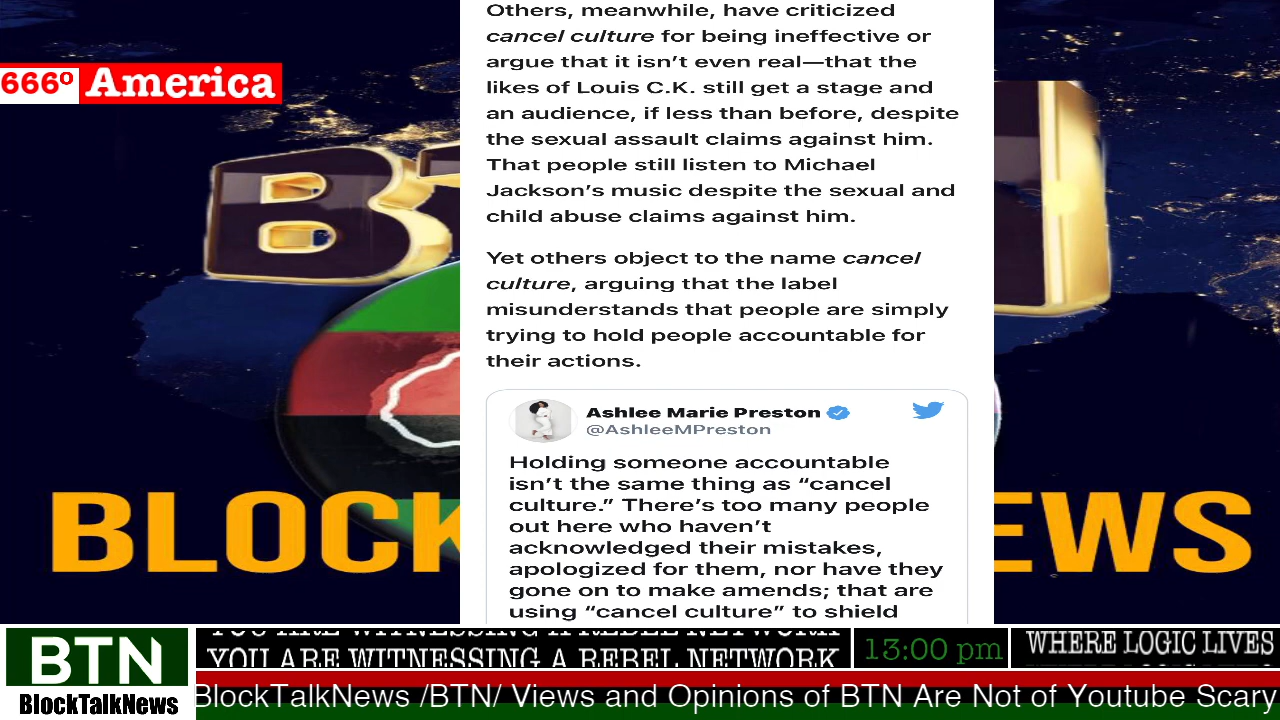 666º America
Others, meanwhile, have criticized
cancel culture for being ineffective or
argue that it isn’t even real—that the
likes of Louis C.K. still get a stage and
an audience, if less than before, despite
the sexual assault claims against him.
That people still listen to Michael
Jackson’s music despite the sexual and
child abuse claims against him.
Yet others object to the name cancel
culture, arguing that the label
misunderstands that people are simply
trying to hold people accountable for
their actions.
Ashlee Marie Preston
@AshleeMPreston
Holding someone accountable
isn’t the same thing as “cancel
culture.” There’s too many people
out here who haven’t
acknowledged their mistakes,
apologized for them, nor have they
gone on to make amends; that are
using “cancel culture” to shield
BLOCK EWS
BTN
BlockTalkNews
YOU ARE WITNESSING A REBEL NETWORK
YOU ARE WITNESSING A REBEL NETWORK
13:00 pm
WHERE LOGIC LIVES
BlockTalkNews /BTN/ Views and Opinions of BTN Are Not of Youtube Scary